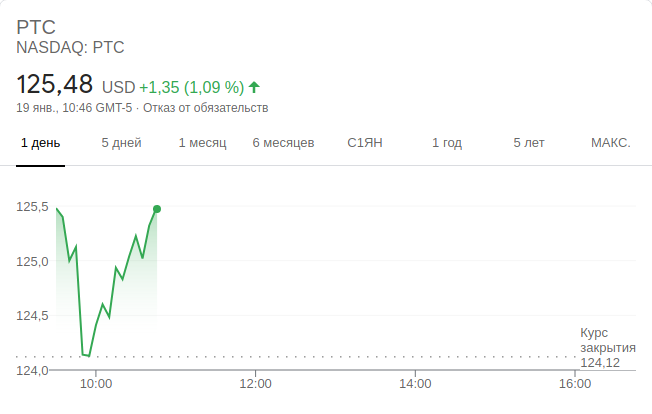 PTC
NASDAQ: PTC
125,48 USD +1,35 (1,09 %)
19 янв., 10:46 GMT-5 · Отказ от обязательств
1 день 5 дней 1 месяц 6 месяцев С1ЯН 1 год 5 лет МАКС.
125,5
125,0
124,5
Курс
закрытия
124,12
124,0
10:00 12:00 14:00 16:00